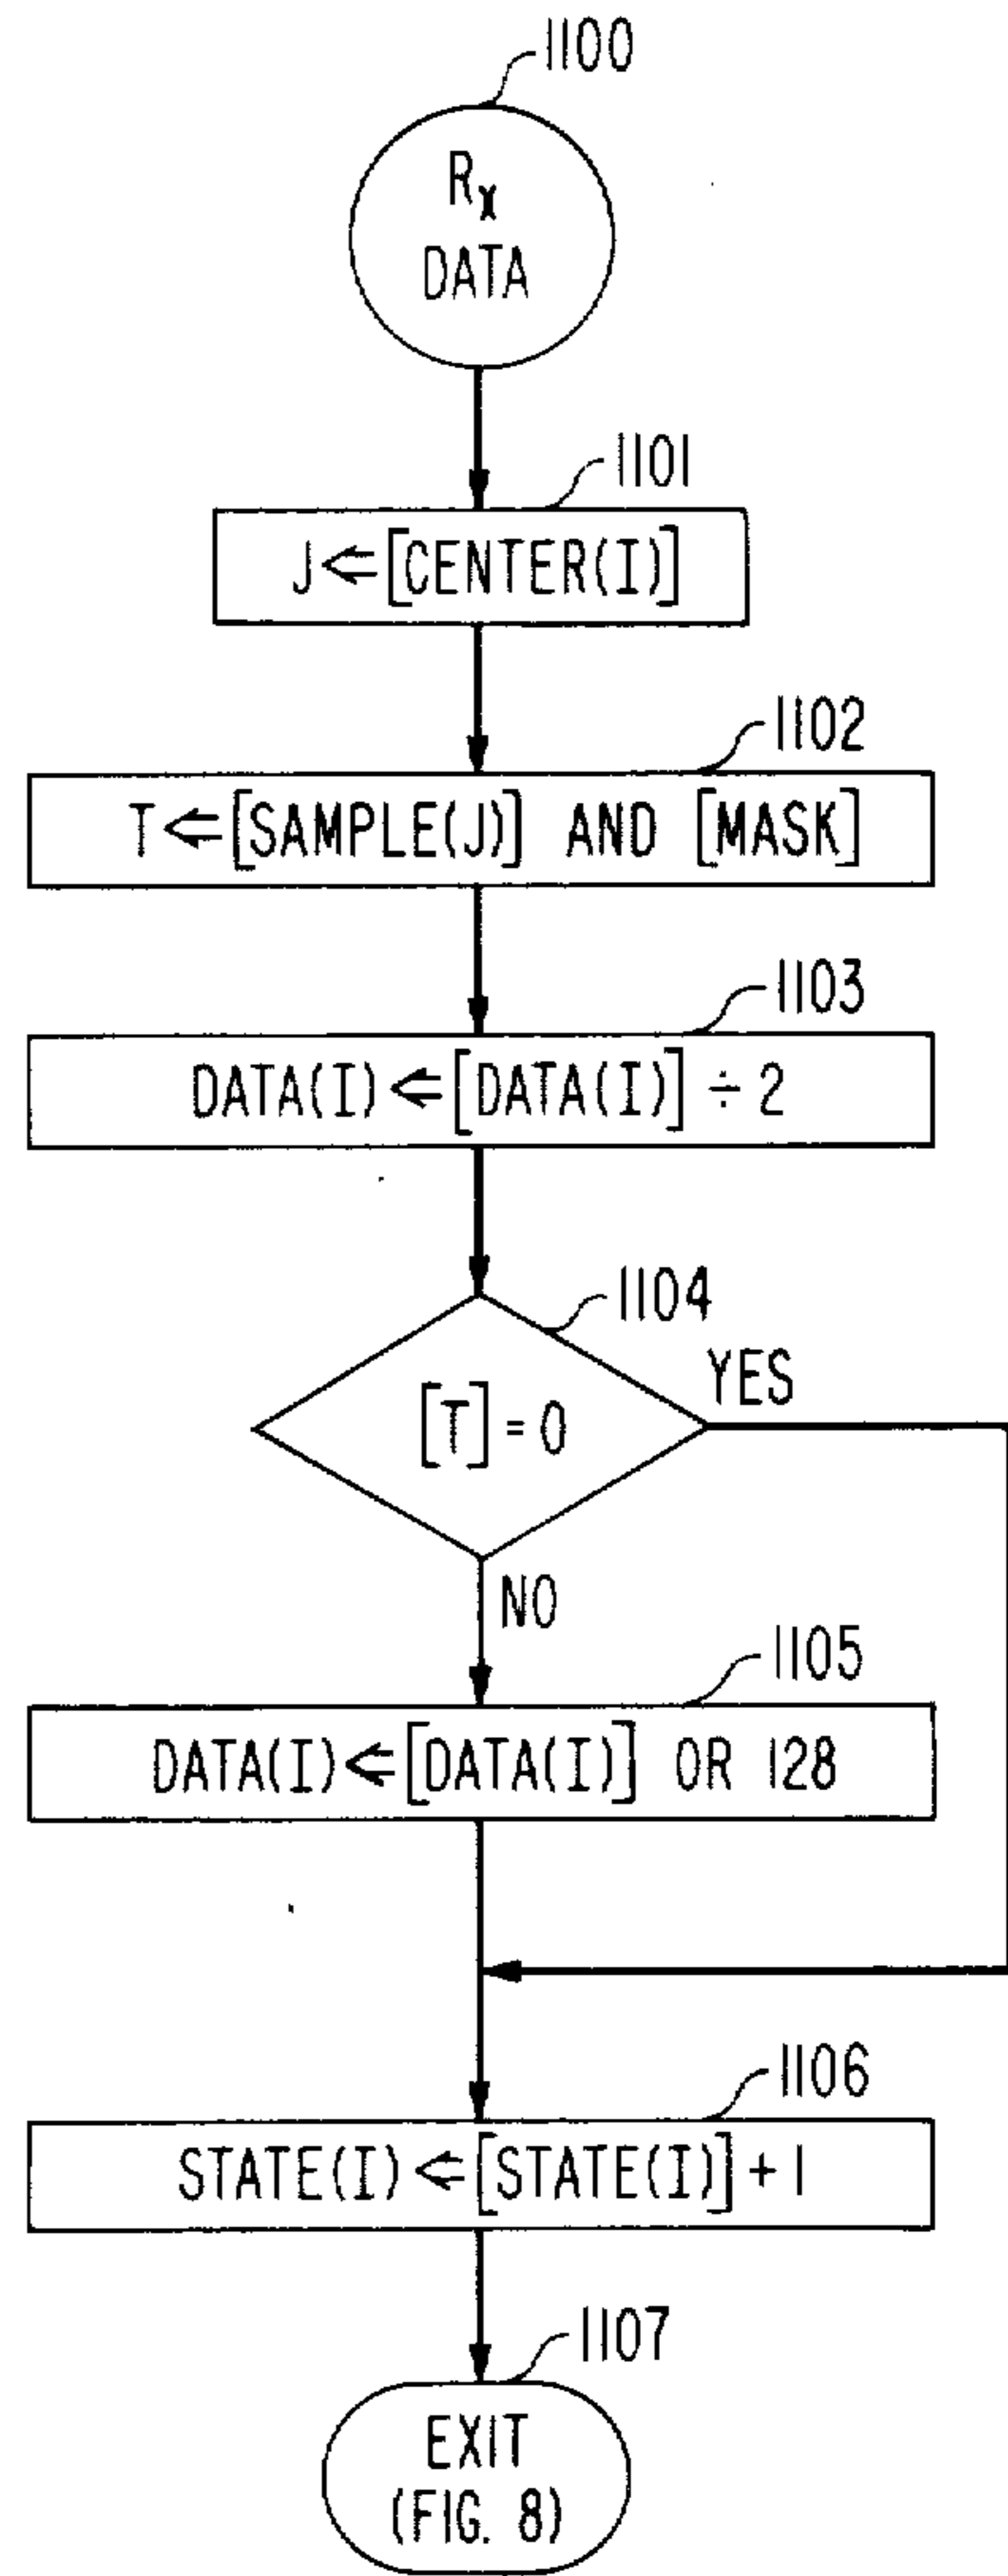 1100
Rx
DATA
1101
J⇐[CENTER(I)]
1102
T⇐[SAMPLE(J)] AND [MASK]
1103
DATA(I)⇐[DATA(I)] ÷ 2
1104
[T] = 0
YES
NO
1105
DATA(I)⇐[DATA(I)] OR 128
1106
STATE(I)⇐[STATE(I)] + 1
1107
EXIT
(FIG. 8)